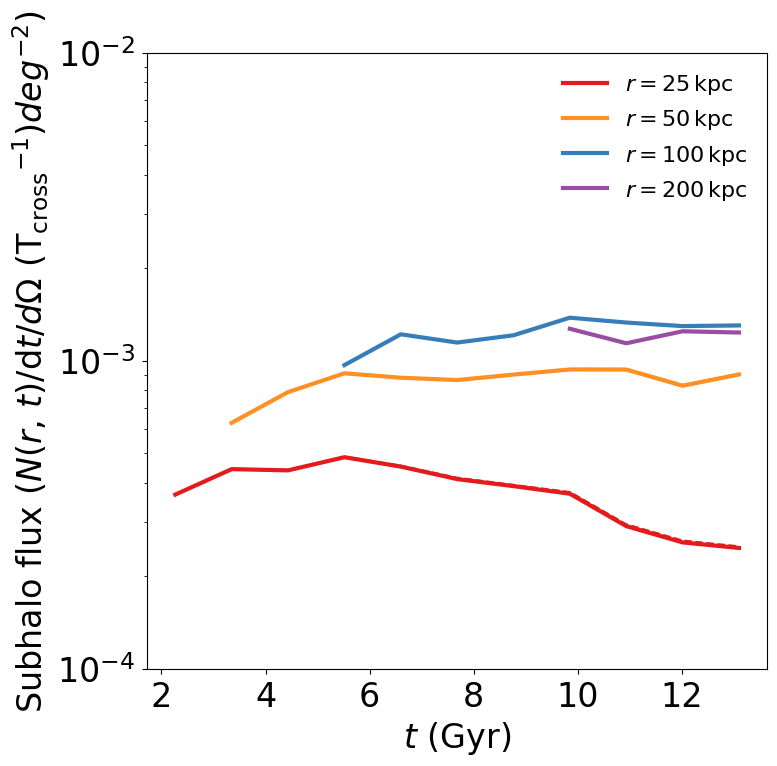 Subhalo flux (N(r, t)/dt/dΩ (T_cross^−1)deg^−2)
10^−2
10^−3
10^−4
r = 25 kpc
r = 50 kpc
r = 100 kpc
r = 200 kpc
2 4 6 8 10 12
t (Gyr)